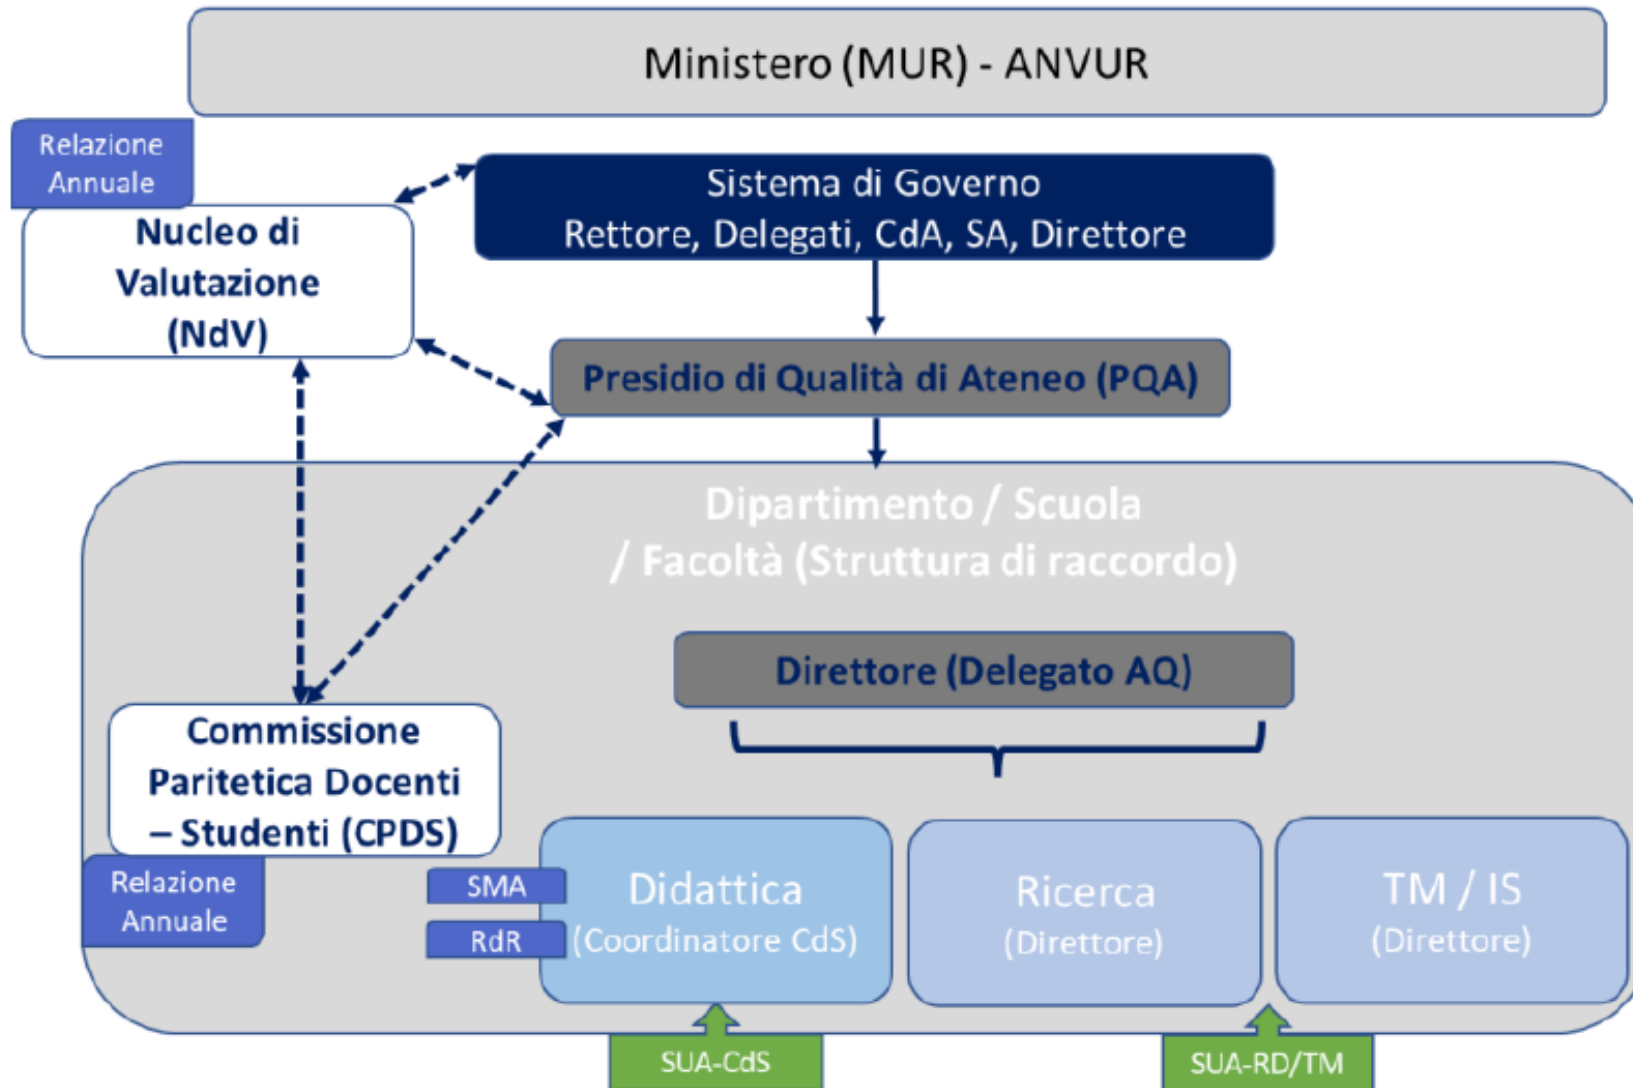 Ministero (MUR) - ANVUR
Relazione
Annuale
Sistema di Governo
Rettore, Delegati, CdA, SA, Direttore
Nucleo di
Valutazione
(NdV)
Presidio di Qualità di Ateneo (PQA)
Dipartimento / Scuola
/ Facoltà (Struttura di raccordo)
Direttore (Delegato AQ)
Commissione
Paritetica Docenti
– Studenti (CPDS)
Relazione
Annuale
SMA
RdR
Didattica
(Coordinatore CdS)
Ricerca
(Direttore)
TM / IS
(Direttore)
SUA-CdS
SUA-RD/TM